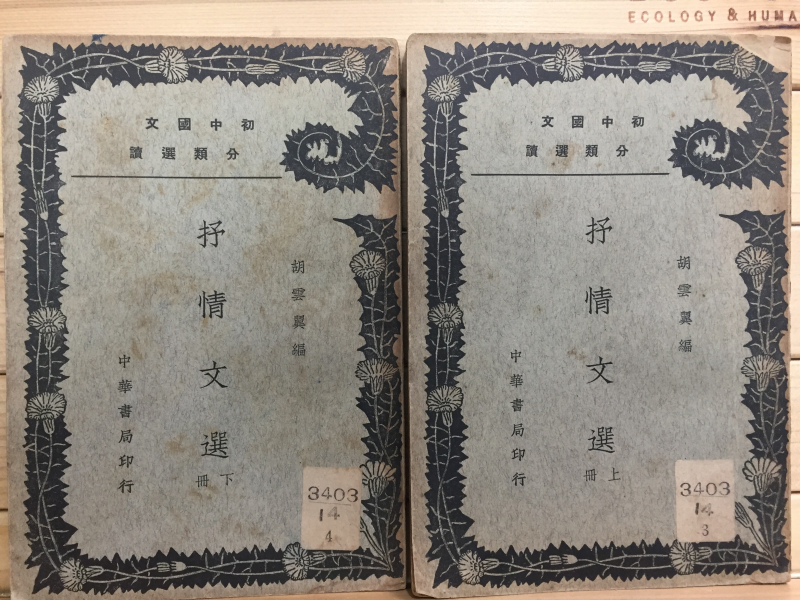 ECOLOGY & HUMA
初中國文
分類選讀
胡雲翼編
抒情文選
下冊
中華書局印行
3403
14
4
初中國文
分類選讀
胡雲翼編
抒情文選
上冊
中華書局印行
3403
14
3